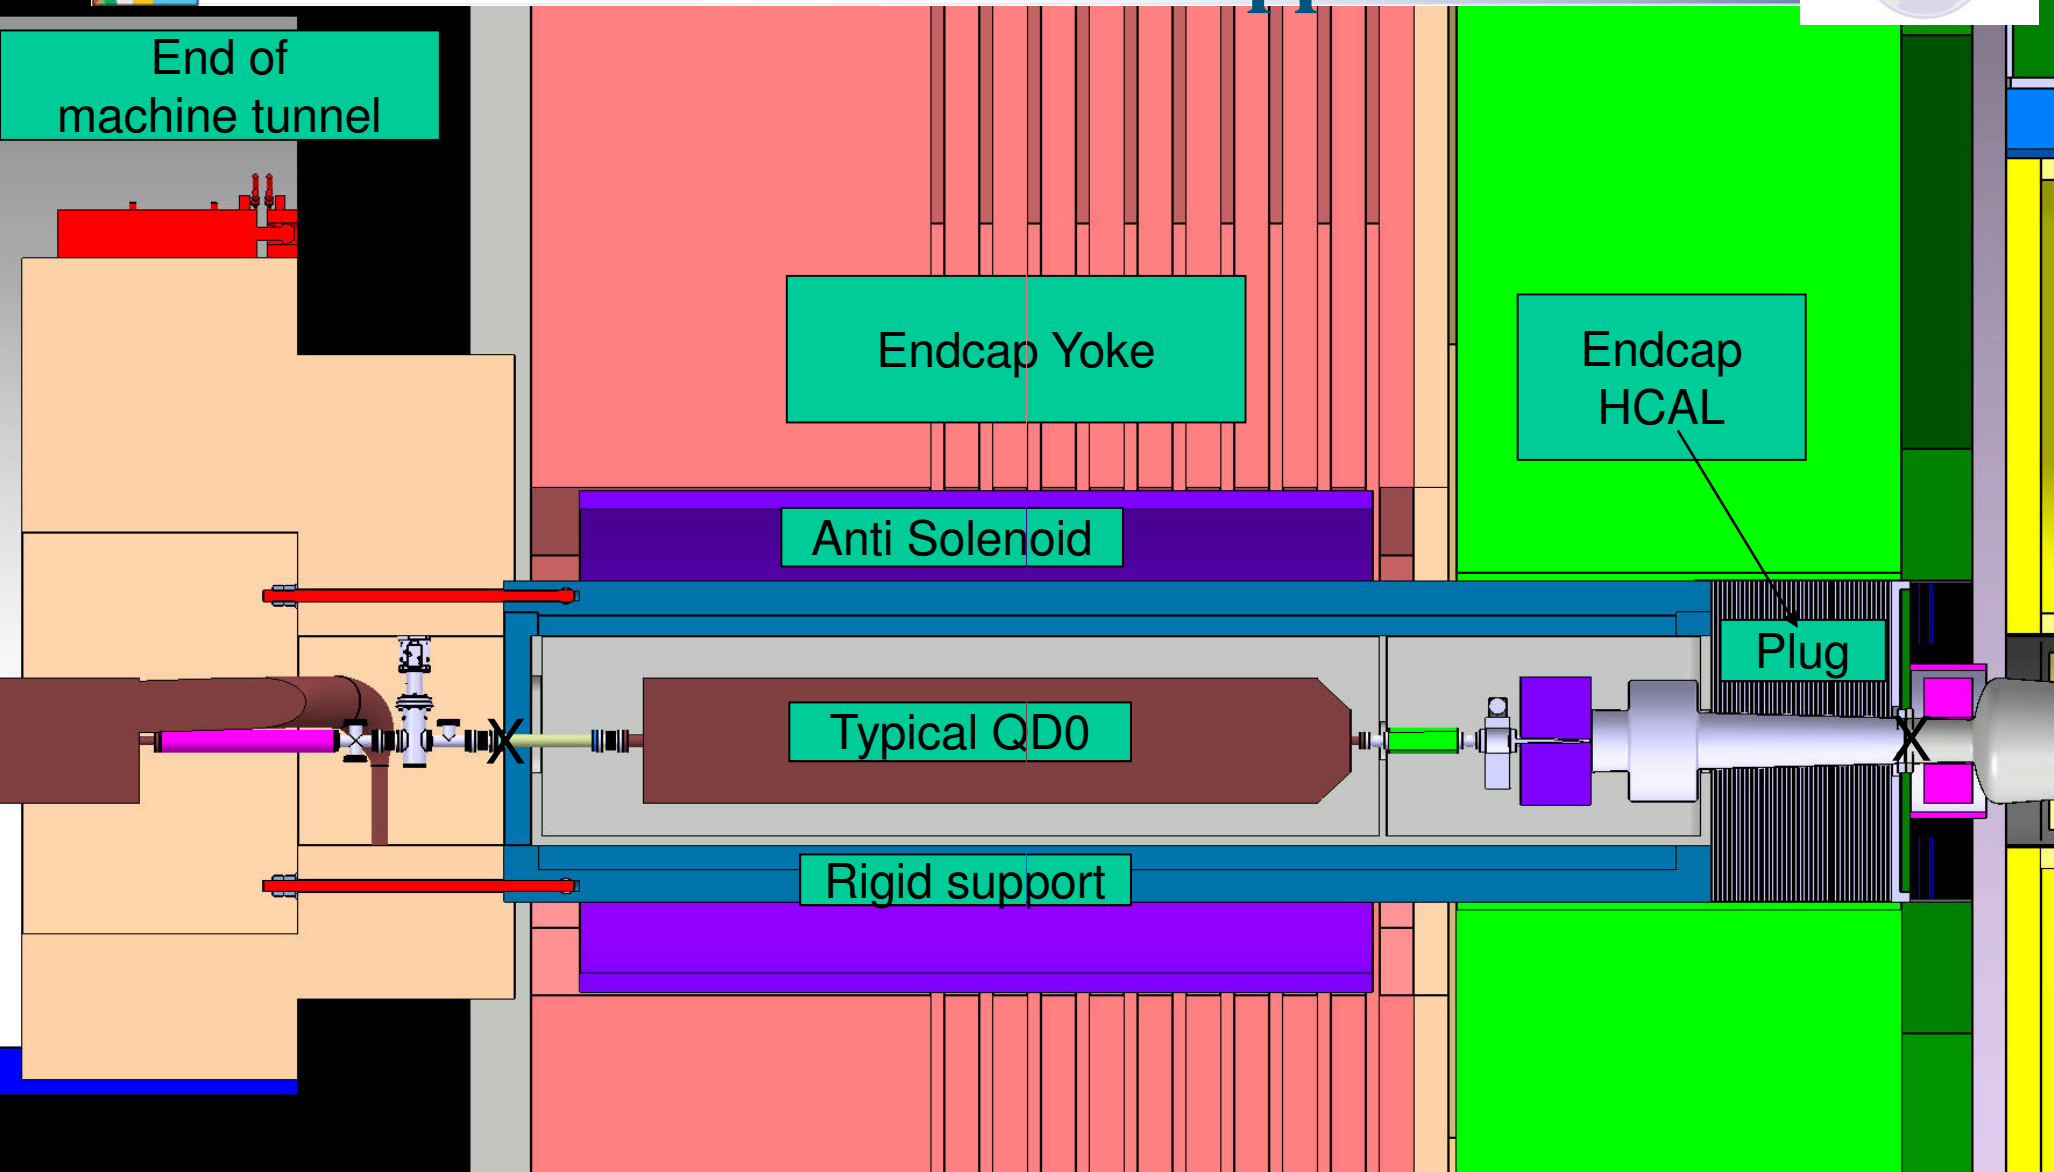 End of
machine tunnel
Endcap Yoke
Endcap
HCAL
Anti Solenoid
Plug
Typical QD0
X
X
Rigid support